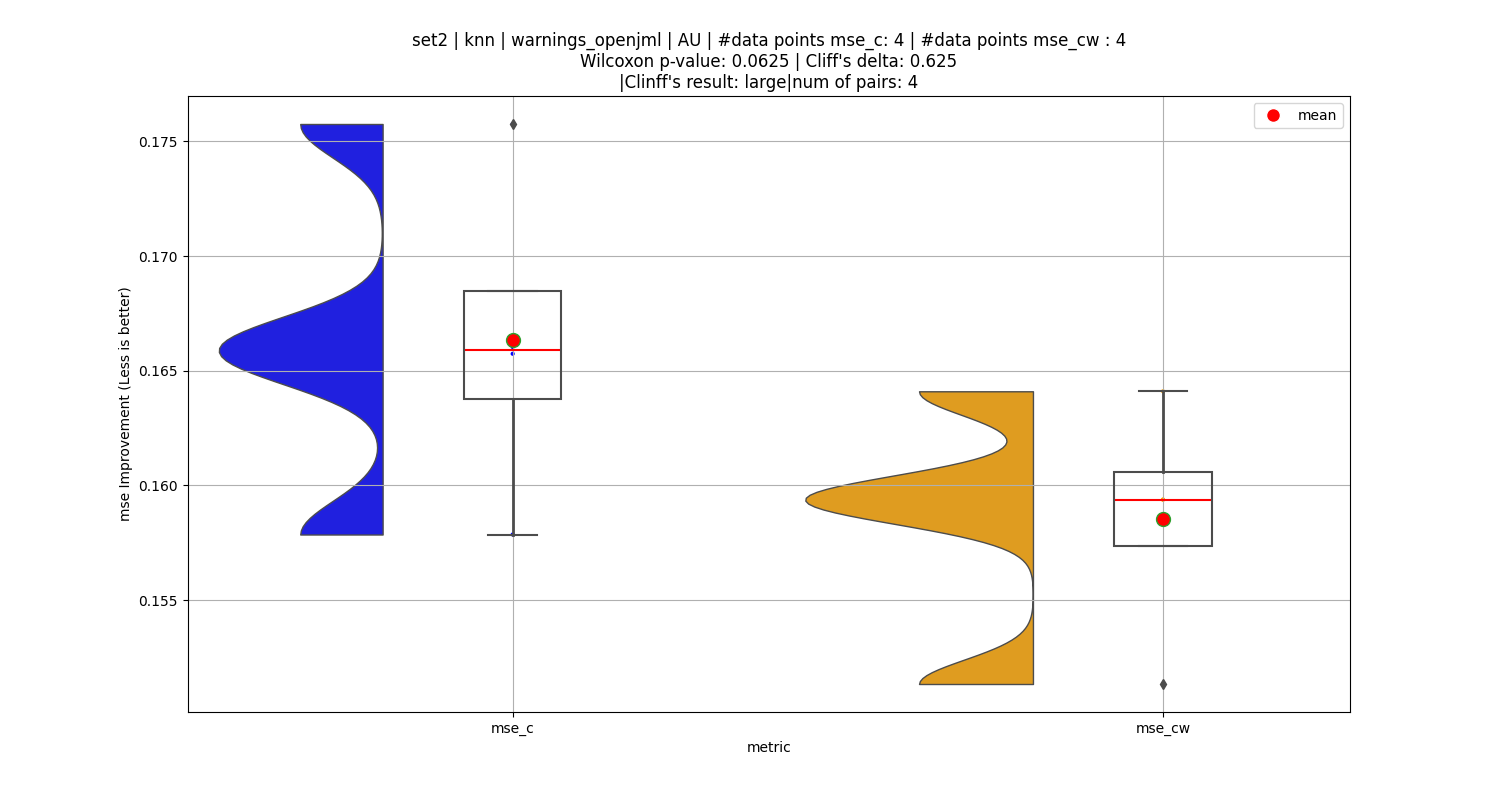 set2 | knn | warnings_openjml | AU | #data points mse_c: 4 | #data points mse_cw : 4
Wilcoxon p-value: 0.0625 | Cliff's delta: 0.625
|Clinff's result: large|num of pairs: 4
mean
0.175
0.170
0.165
0.160
0.155
mse Improvement (Less is better)
mse_c
mse_cw
metric